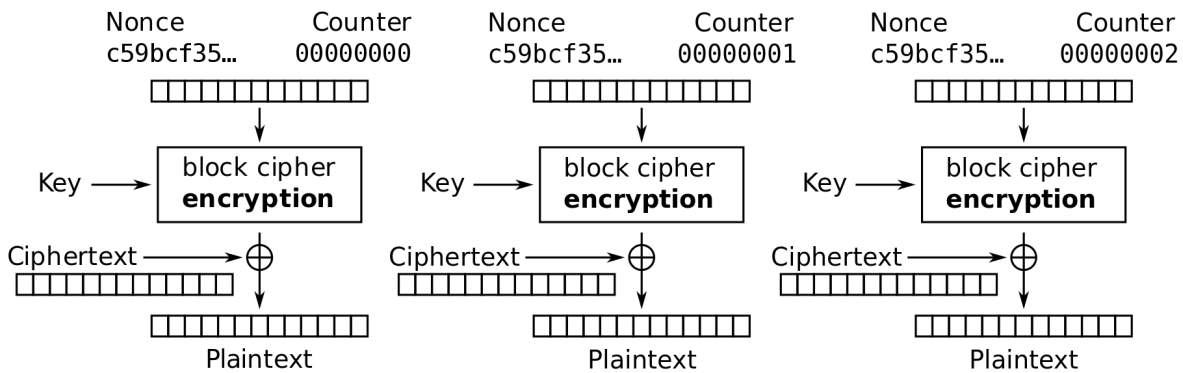 Nonce Counter Nonce Counter Nonce Counter
c59bcf35… 00000000 c59bcf35… 00000001 c59bcf35… 00000002
block cipher block cipher block cipher
Key encryption Key encryption Key encryption
Ciphertext Ciphertext Ciphertext
Plaintext Plaintext Plaintext